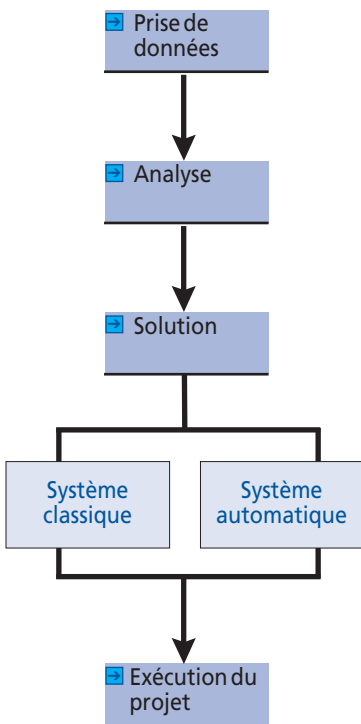 Prise de
données
Analyse
Solution
Système
classique
Système
automatique
Exécution du
projet